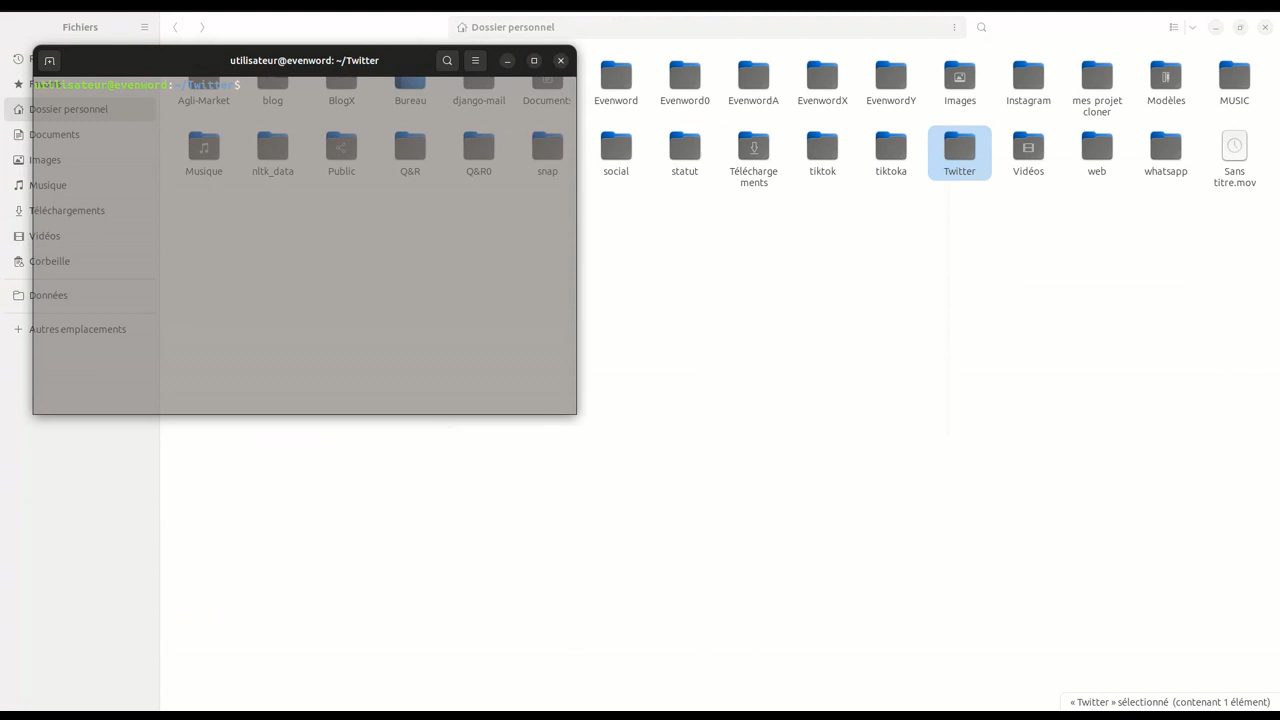 Fichiers
Dossier personnel
utilisateur@evenword: ~/Twitter
utilisateur@evenword:~/Twitter$
Dossier personnel
Documents
Images
Musique
Téléchargements
Vidéos
Corbeille
Données
Autres emplacements
Agli-Market
blog
BlogX
Bureau
django-mail
Documents
Evenword
Evenword0
EvenwordA
EvenwordX
EvenwordY
Images
Instagram
mes projet
cloner
Modèles
MUSIC
Musique
nltk_data
Public
Q&R
Q&R0
snap
social
statut
Télécharge
ments
tiktok
tiktoka
Twitter
Vidéos
web
whatsapp
Sans
titre.mov
« Twitter » sélectionné (contenant 1 élément)